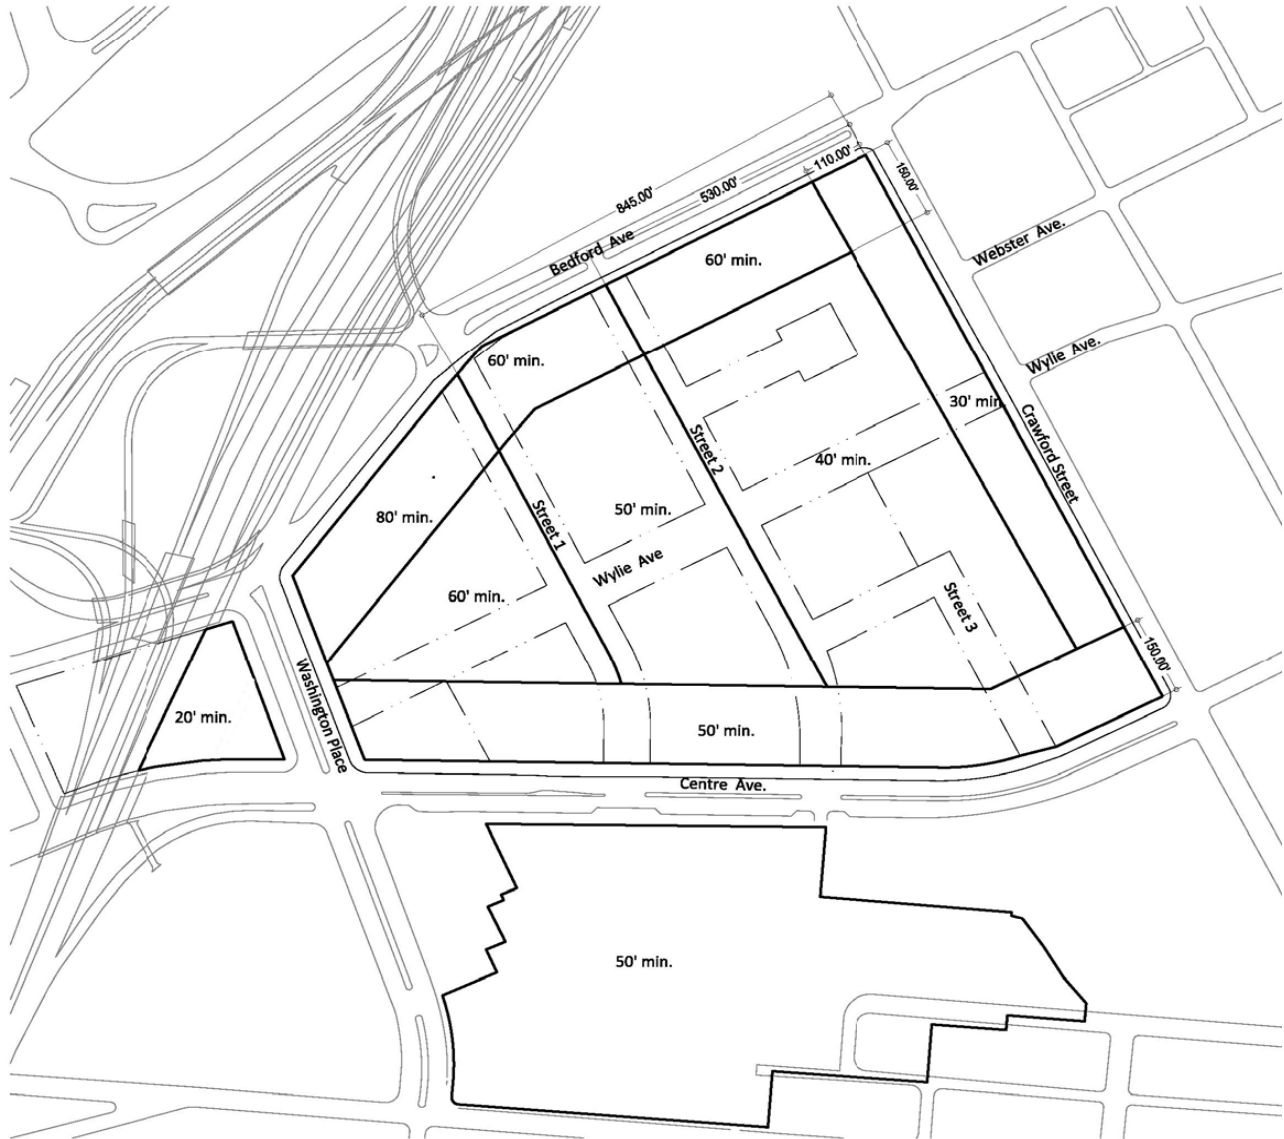 845.00'
530.00'
110.00'
150.00'
Bedford Ave
60' min.
Webster Ave.
60' min.
Wylie Ave.
30' min
Crawford Street
Street 2
40' min.
80' min.
Street 1
50' min.
Wylie Ave
60' min.
Street 3
150.00'
Washington Place
20' min.
50' min.
Centre Ave.
50' min.